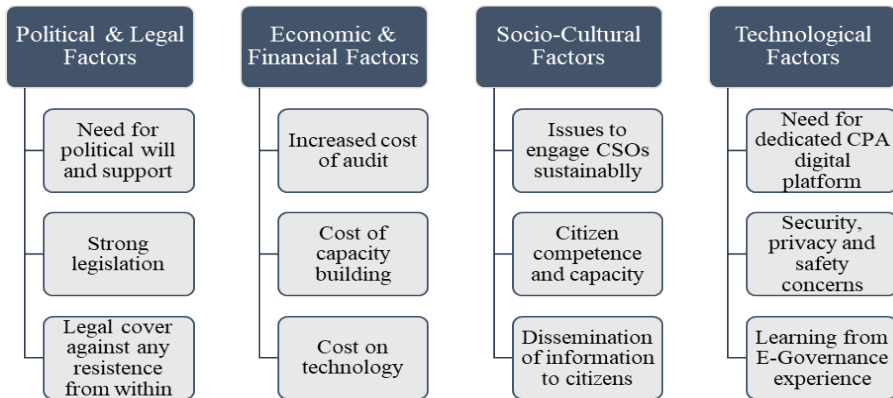 Political & Legal
Factors
Need for
political will
and support
Strong
legislation
Legal cover
against any
resistence from
within
Economic &
Financial Factors
Increased cost
of audit
Cost of
capacity
building
Cost on
technology
Socio-Cultural
Factors
Issues to
engage CSOs
sustainablly
Citizen
competence
and capacity
Dissemination
of information
to citizens
Technological
Factors
Need for
dedicated CPA
digital
platform
Security,
privacy and
safety
concerns
Learning from
E-Governance
experience